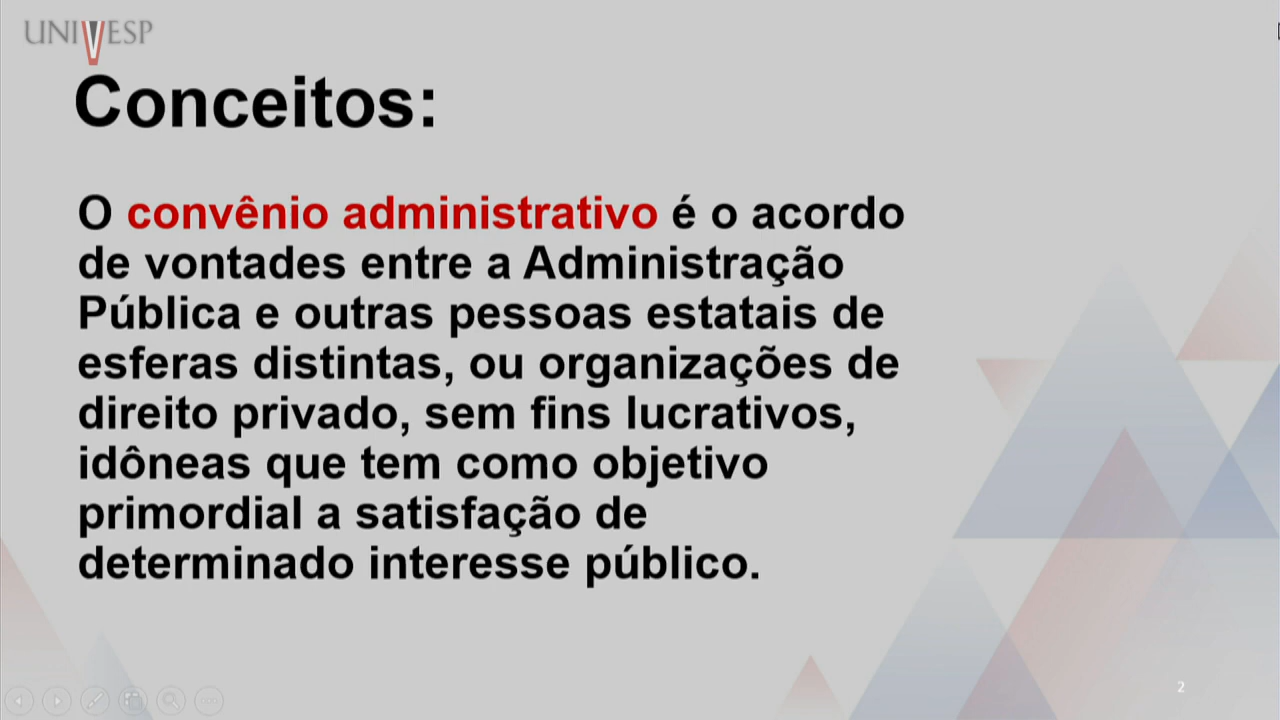 UNIVESP
Conceitos:
O convênio administrativo é o acordo
de vontades entre a Administração
Pública e outras pessoas estatais de
esferas distintas, ou organizações de
direito privado, sem fins lucrativos,
idôneas que tem como objetivo
primordial a satisfação de
determinado interesse público.
2